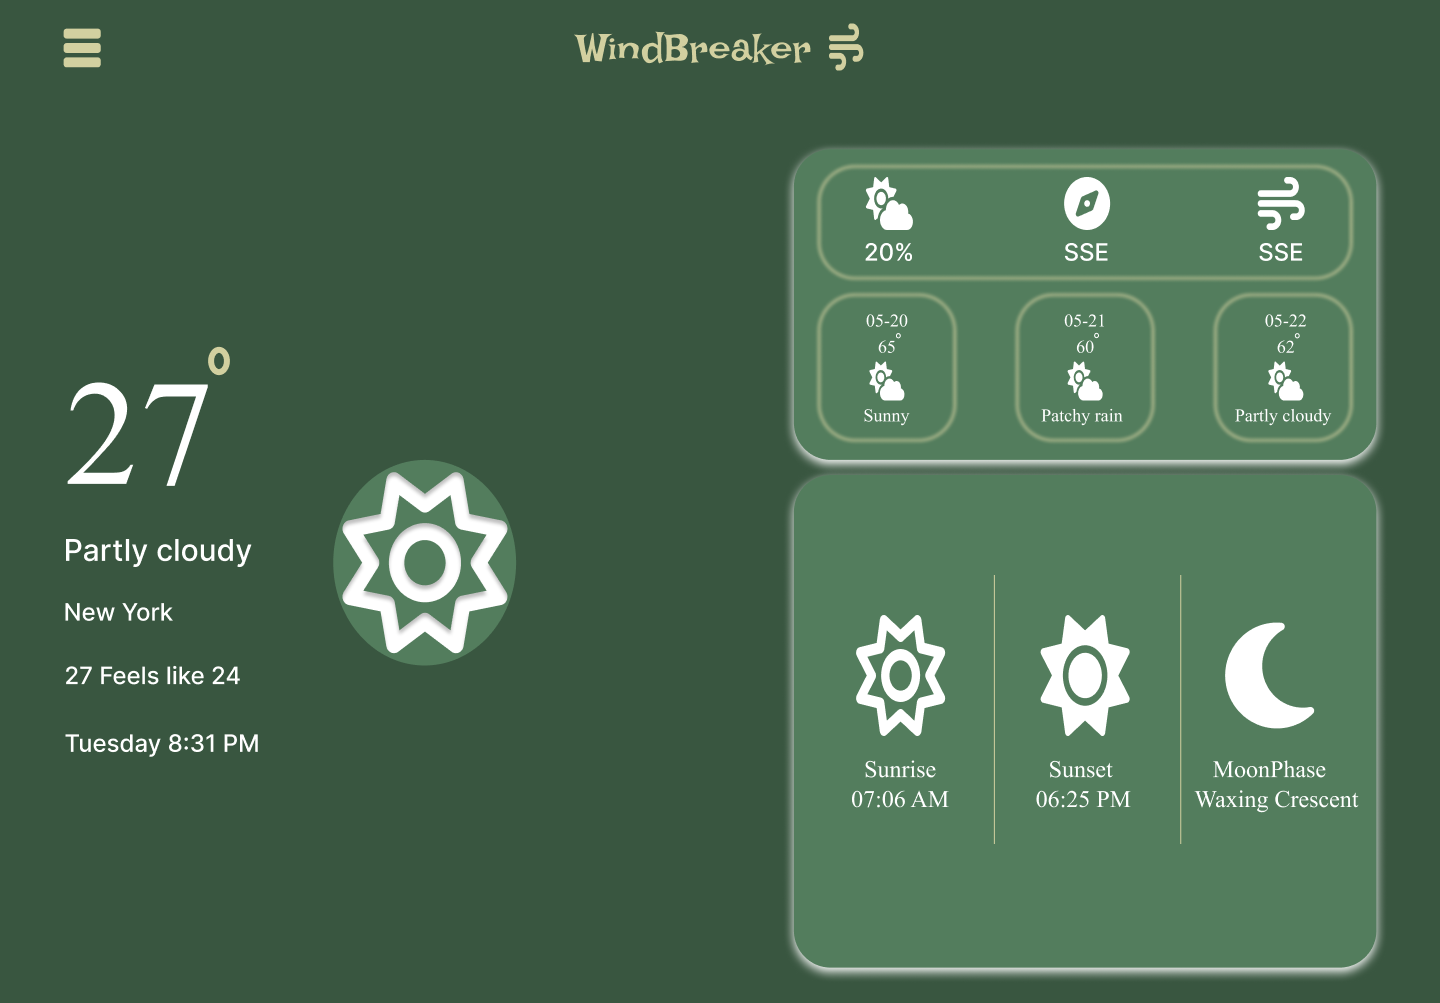 WindBreaker
27°
Partly cloudy
New York
27 Feels like 24
Tuesday 8:31 PM
20%
SSE
SSE
05-20
65°
Sunny
05-21
60°
Patchy rain
05-22
62°
Partly cloudy
Sunrise
07:06 AM
Sunset
06:25 PM
MoonPhase
Waxing Crescent